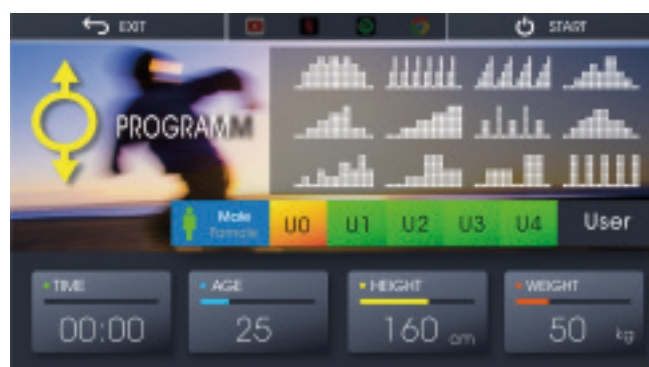 EXIT
START
PROGRAMM
Male
Female
U0 U1 U2 U3 U4 User
TIME AGE HEIGHT WEIGHT
00:00 25 160 cm 50 kg